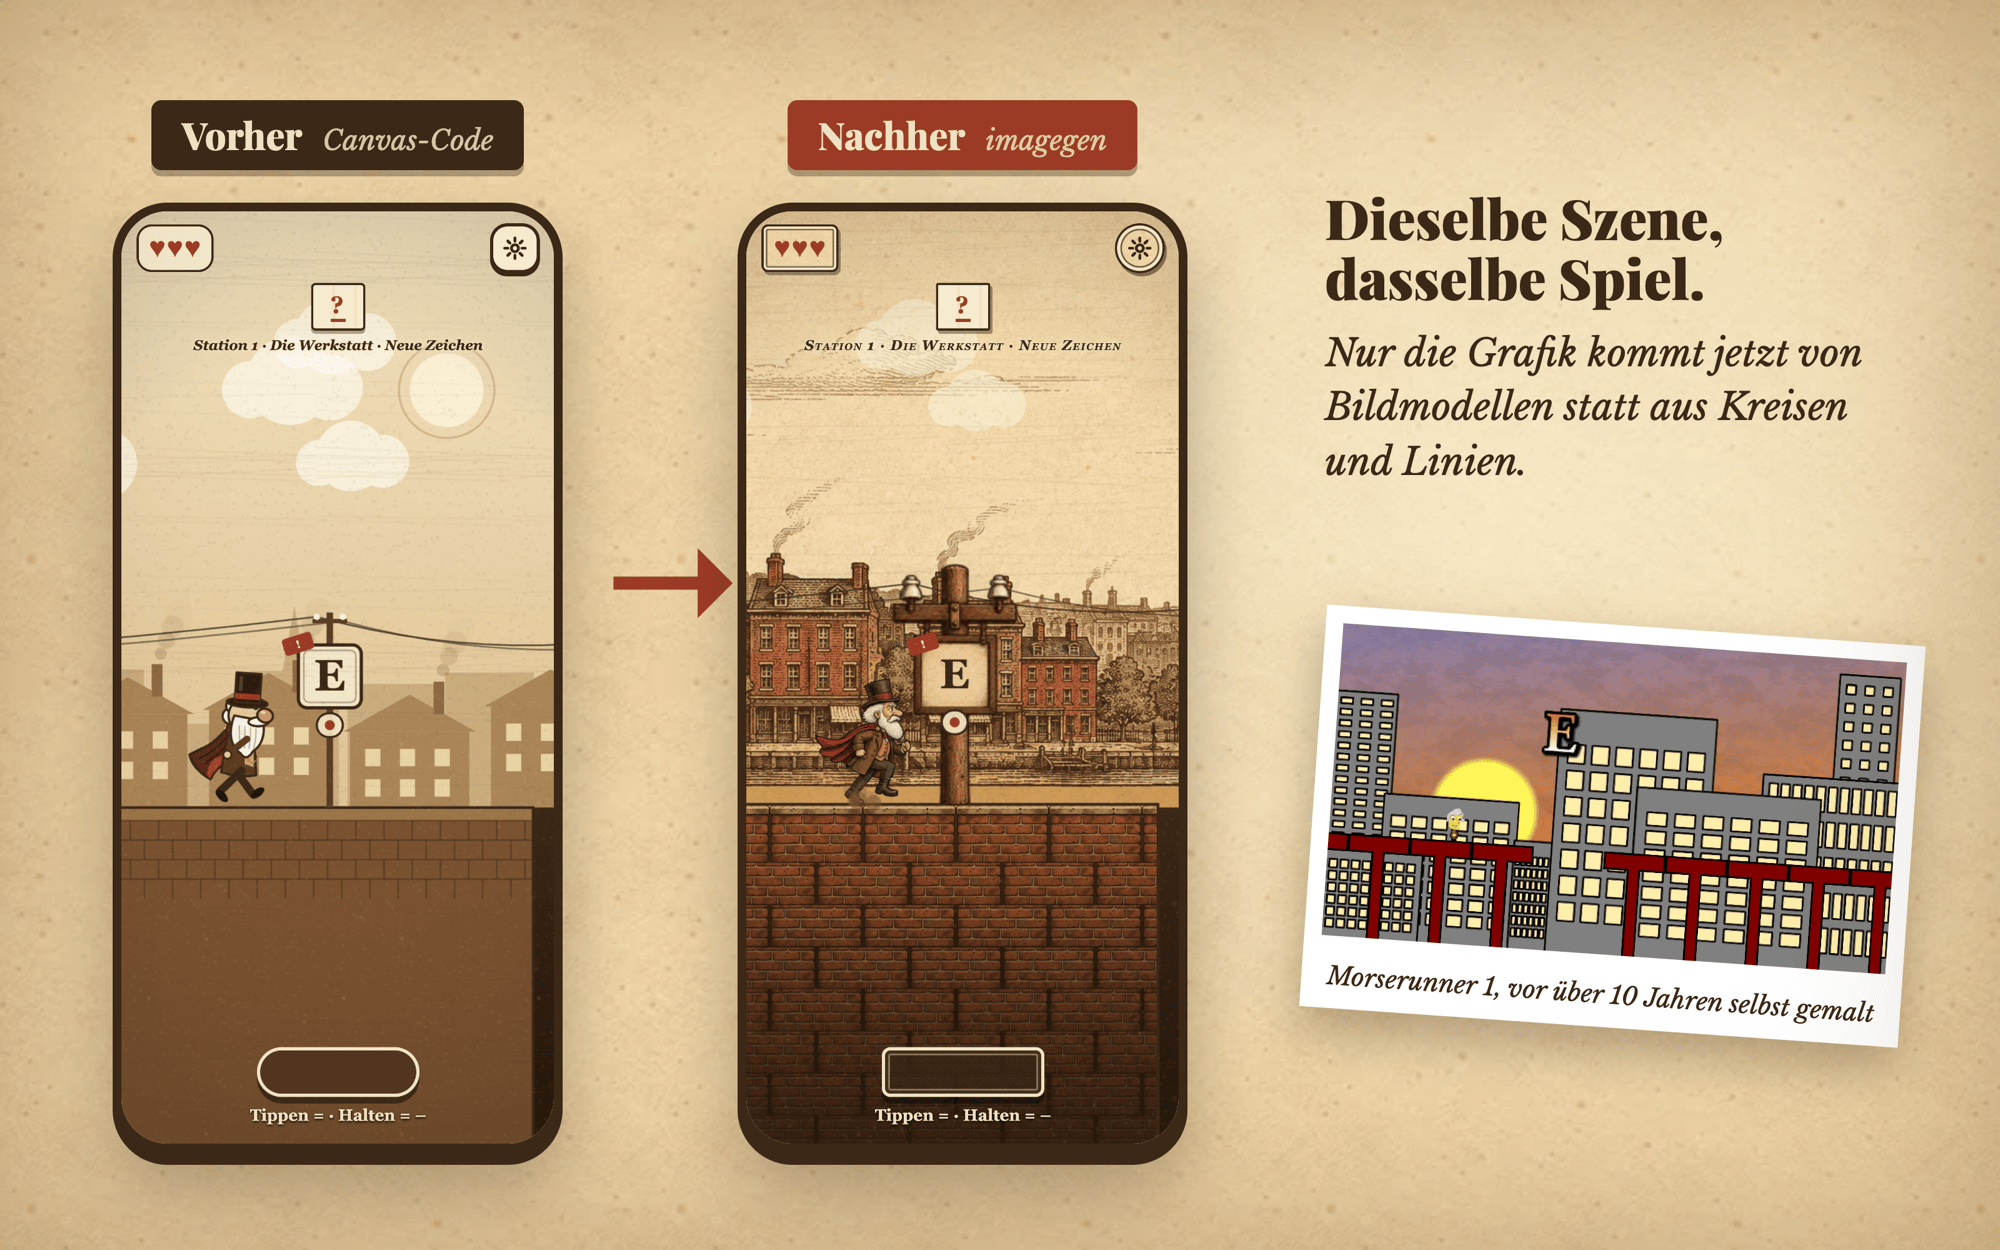 Vorher Canvas-Code
♥♥♥
?
Station 1 · Die Werkstatt · Neue Zeichen
!
E
Tippen = · Halten = –
Nachher imagegen
♥♥♥
?
Station 1 · Die Werkstatt · Neue Zeichen
!
E
Tippen = · Halten = –
Dieselbe Szene,
dasselbe Spiel.
Nur die Grafik kommt jetzt von
Bildmodellen statt aus Kreisen
und Linien.
E
Morserunner 1, vor über 10 Jahren selbst gemalt